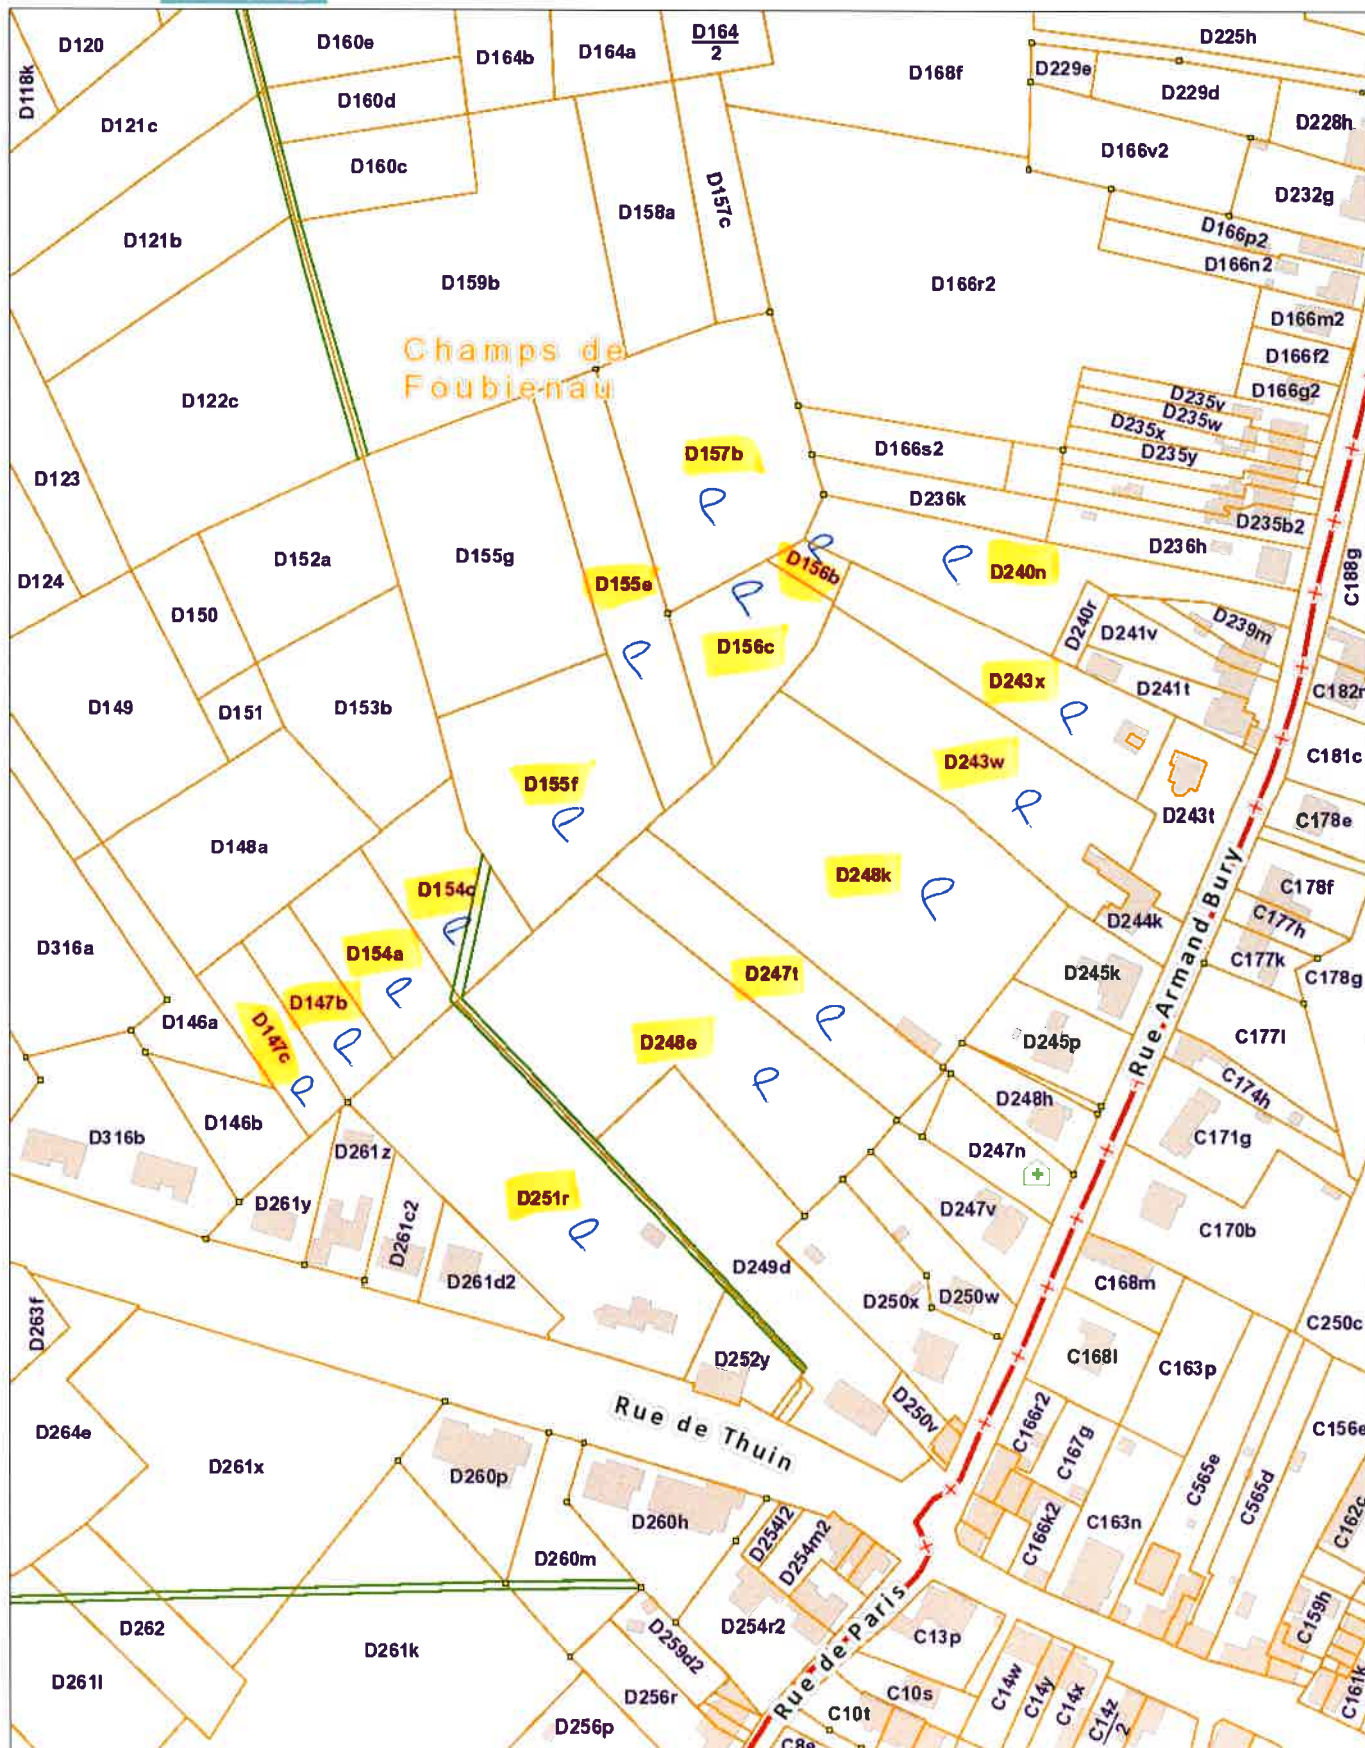 D120
D118k
D160e
D164b
D164a
D164
2
D168f
D225h
D229e
D229d
D228h
D121c
D160d
D160c
D166v2
D232g
D158a
D157c
D121b
D159b
D166p2
D166n2
D166r2
D166m2
D166f2
D166g2
Champs de
Foubienau
D122c
D235v
D235w
D235x
D235y
D166s2
D157b
P
D123
D236k
D235b2
D236h
D152a
D155g
D124
D150
D155e
P
D156b
P
D240n
P
C188g
D156c
P
D240r
D241v
D239m
D243x
P
D241t
D149
D151
D153b
C181c
D243w
P
D155f
P
D243t
C178e
D148a
D154c
P
D248k
P
C178f
C177h
D244k
D316a
D154a
P
D247t
P
D245k
C177k
C178g
D147b
P
D146a
D147c
P
D248e
P
D245p
C177l
Rue Armand Bury
D248h
C174h
D316b
D146b
D261z
C171g
D247n
D261y
D251r
P
D247v
C170b
D261c2
D261d2
D249d
C168m
D263f
D250x
D250w
C250c
D252y
C168l
C163p
Rue de Thuin
D250v
C166r2
C167g
C156e
D264e
D261x
D260p
C565e
C565d
D260h
D254l2
D254m2
C166k2
C163n
C162c
D260m
D262
D261k
D259d2
D254r2
Rue de Paris
C13p
C159h
D261l
D256r
D256p
C10s
C10t
C14w
C14y
C14x
C14z
2